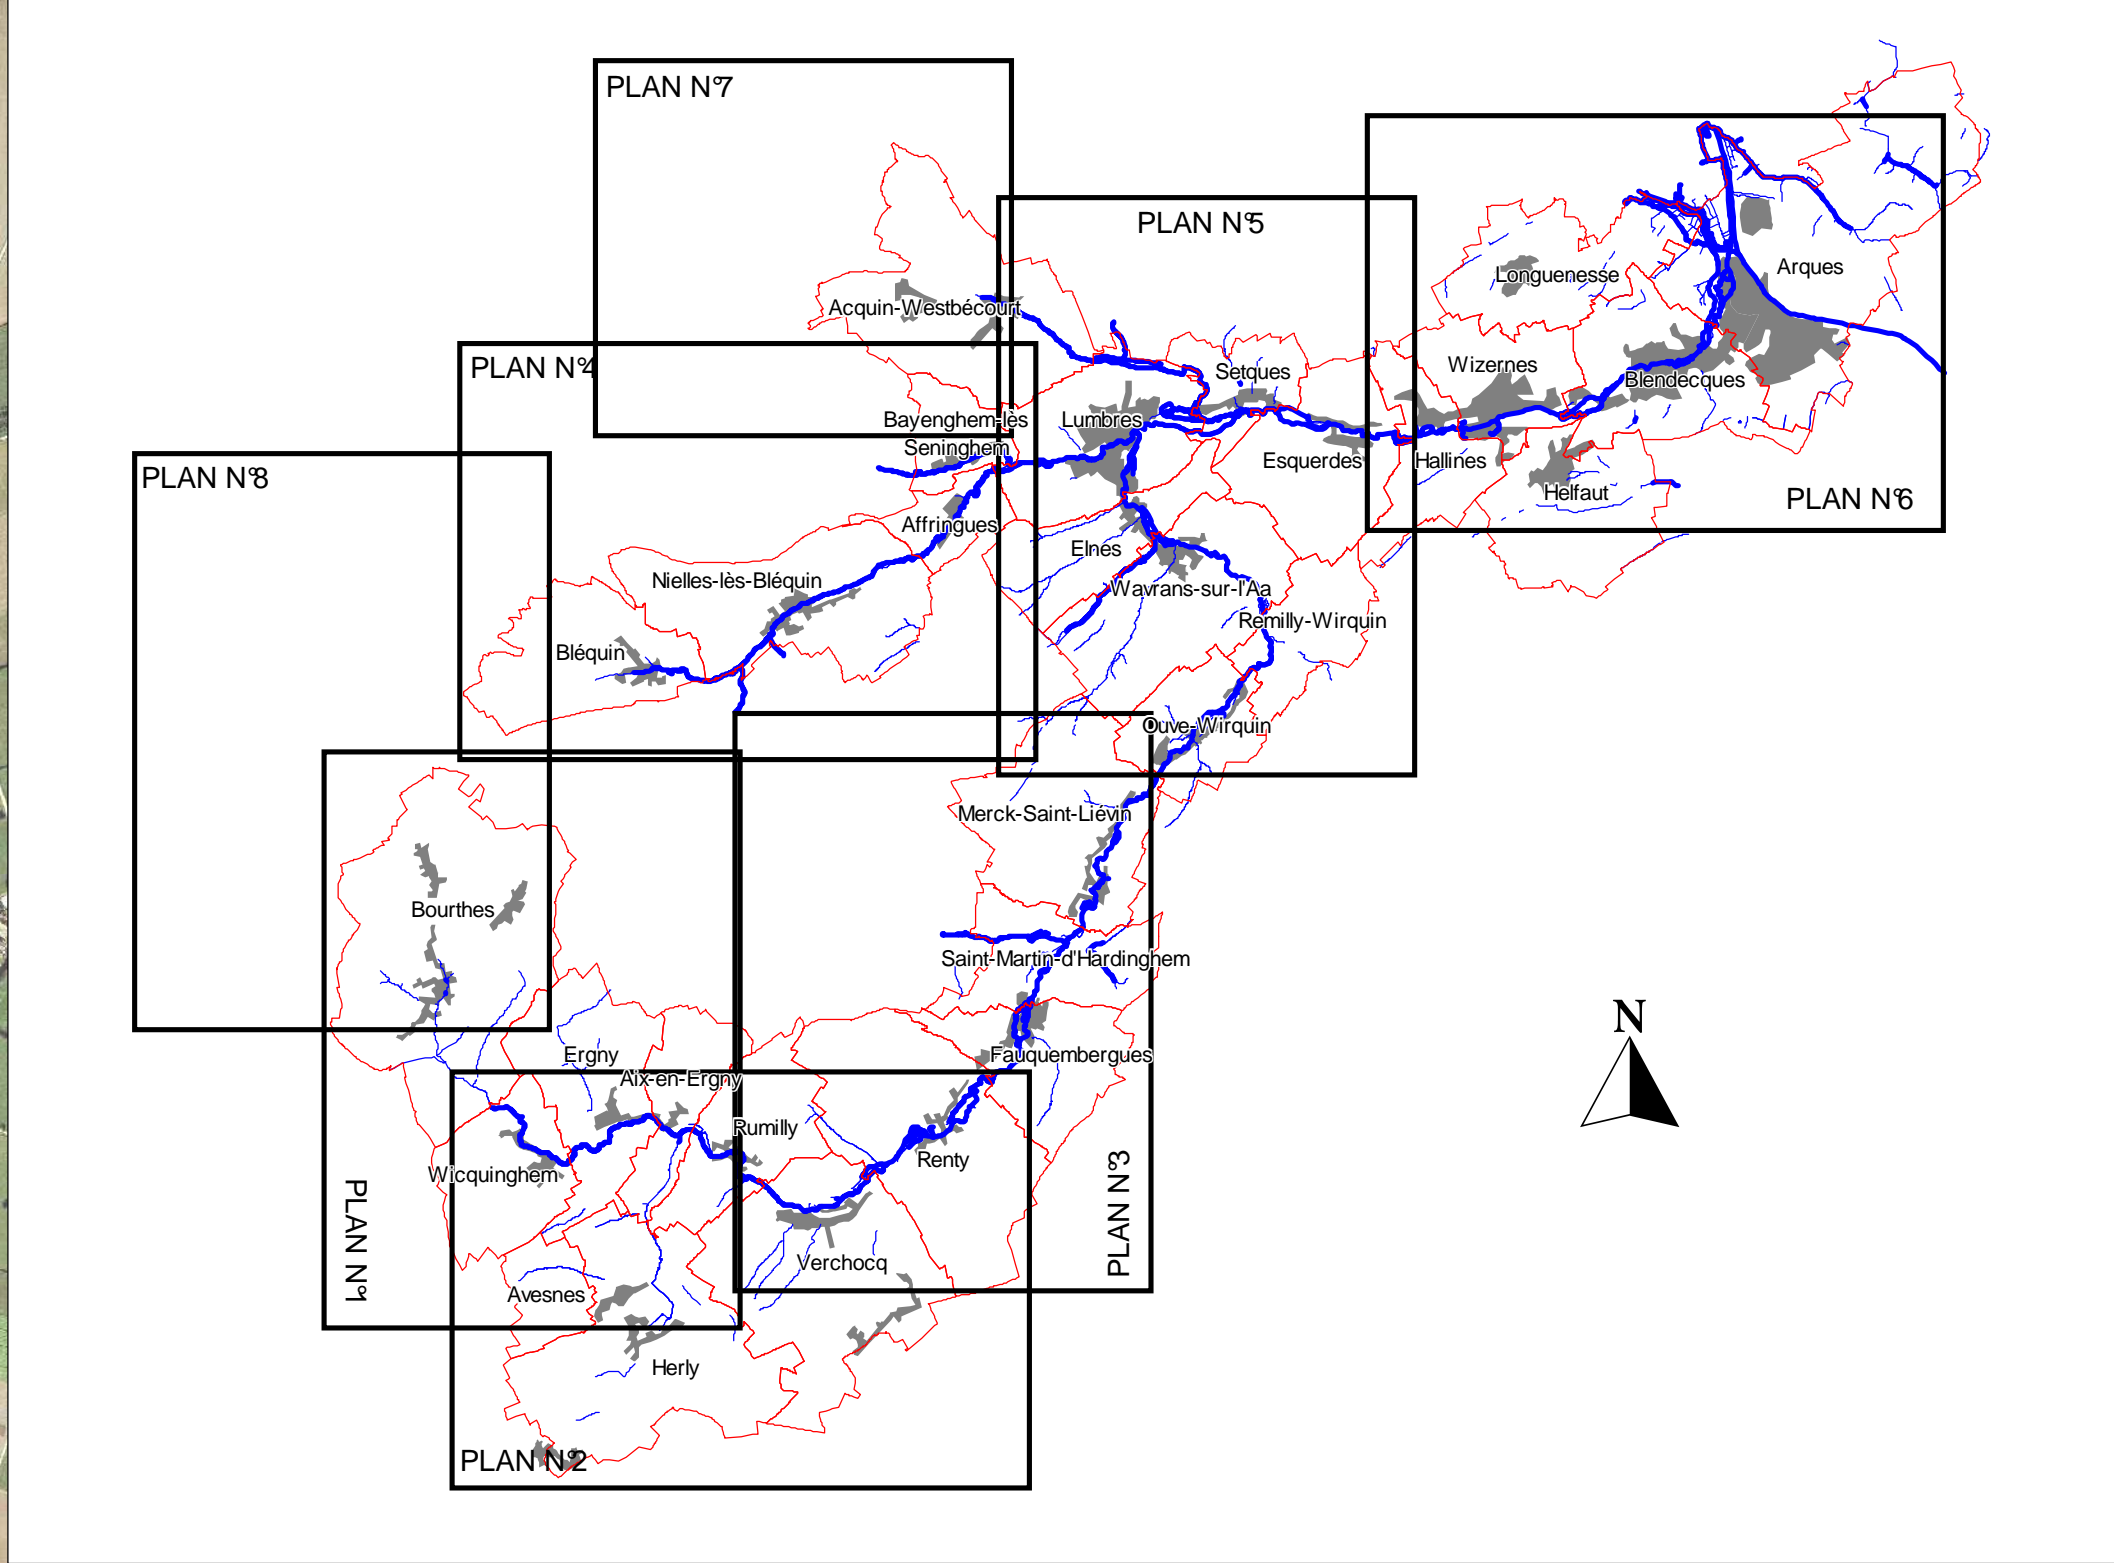 PLAN N°7
PLAN N°5
Longuenesse
Arques
Acquin-Westbécourt
PLAN N°4
Setques
Wizernes
Blendecques
Bayenghem-lès
Seninghem
Lumbres
Esquerdes
Hallines
PLAN N°8
Helfaut
PLAN N°6
Affringues
Elnes
Nielles-lès-Bléquin
Wavrans-sur-l'Aa
Remilly-Wirquin
Bléquin
Ouve-Wirquin
Merck-Saint-Liévin
Bourthes
Saint-Martin-d'Hardinghem
N
Ergny
Fauquembergues
Aix-en-Ergny
Rumilly
Renty
Wicquinghem
PLAN N°1
PLAN N°3
Verchocq
Avesnes
Herly
PLAN N°2